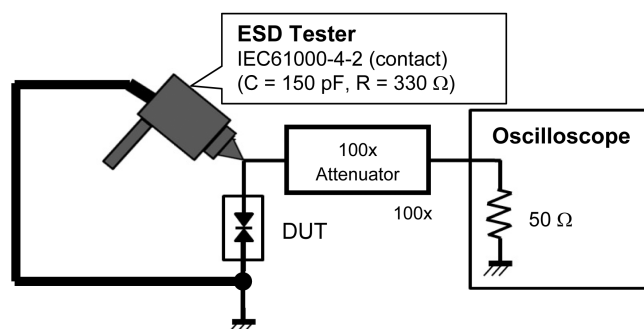 ESD Tester
IEC61000-4-2 (contact)
(C = 150 pF, R = 330 Ω)
Oscilloscope
100x
Attenuator
100x
50 Ω
DUT